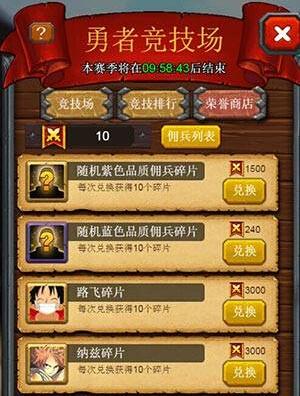 ?
勇者竞技场
本赛季将在09:58:43后结束
竞技场
竞技排行
荣誉商店
10
佣兵列表
?
随机紫色品质佣兵碎片
1500
每次兑换获得10个碎片
兑换
?
随机蓝色品质佣兵碎片
240
每次兑换获得10个碎片
兑换
路飞碎片
3000
每次兑换获得10个碎片
兑换
纳兹碎片
3000
每次兑换获得10个碎片
兑换